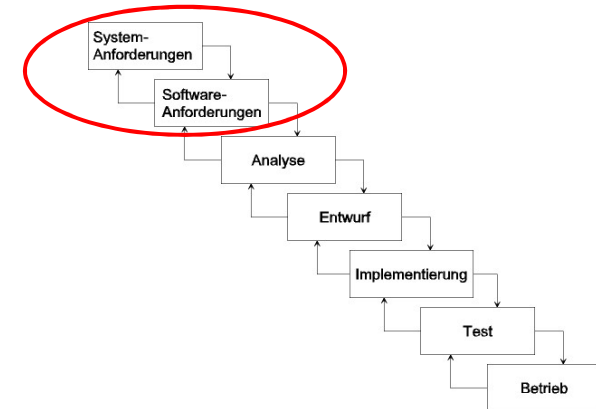 System-
Anforderungen
Software-
Anforderungen
Analyse
Entwurf
Implementierung
Test
Betrieb